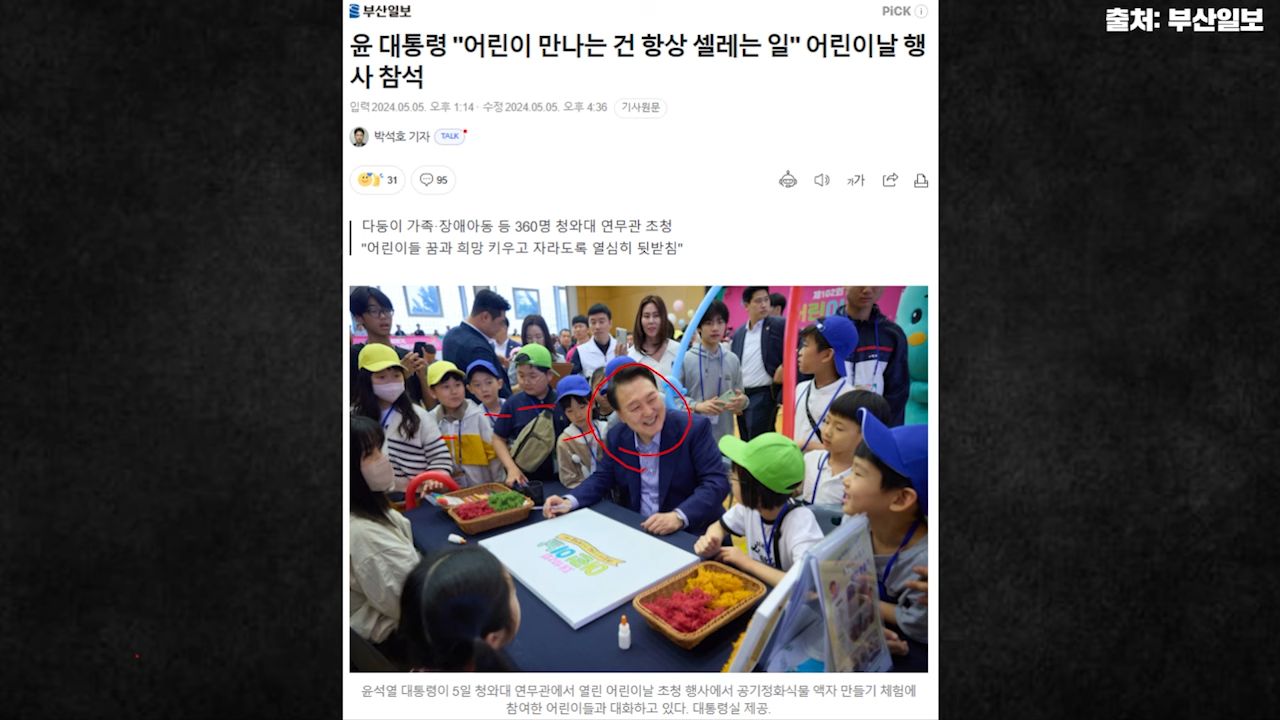 부산일보
PiCK
출처: 부산일보
윤 대통령 "어린이 만나는 건 항상 셀레는 일" 어린이날 행
사 참석
입력 2024.05.05. 오후 1:14 · 수정 2024.05.05. 오후 4:36 기사원문
박석호 기자 TALK
31 95
가가
다둥이 가족·장애아동 등 360명 청와대 연무관 초청
"어린이들 꿈과 희망 키우고 자라도록 열심히 뒷받침"
제102회
어린이
윤석열 대통령이 5일 청와대 연무관에서 열린 어린이날 초청 행사에서 공기정화식물 액자 만들기 체험에
참여한 어린이들과 대화하고 있다. 대통령실 제공.